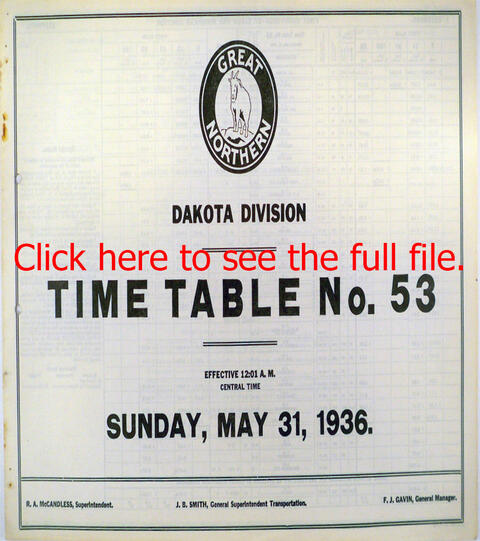 GREAT
NORTHERN
DAKOTA DIVISION
Click here to see the full file.
TIME TABLE No. 53
EFFECTIVE 12:01 A. M.
CENTRAL TIME
SUNDAY, MAY 31, 1936.
R. A. McCANDLESS, Superintendent.
J. B. SMITH, General Superintendent Transportation.
F. J. GAVIN, General Manager.